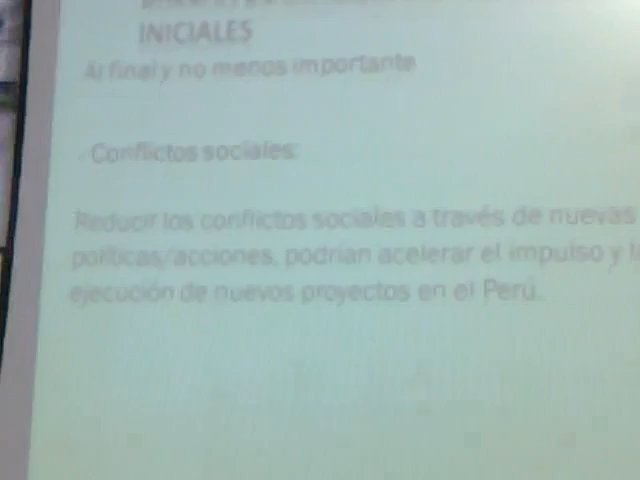 INICIALES
Al final y no menos importante
- Conflictos sociales:
Reducir los conflictos sociales a través de nuevas
políticas/acciones, podrían acelerar el impulso y
ejecución de nuevos proyectos en el Perú.